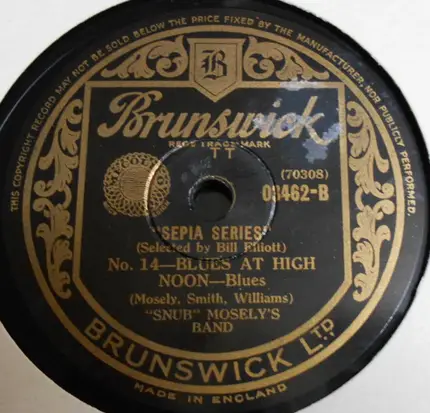 THIS COPYRIGHT RECORD MAY NOT BE SOLD BELOW THE PRICE FIXED BY THE MANUFACTURER, NOR PUBLICLY PERFORMED.
B
Brunswick
REGD TRADE MARK
TT
(70308)
03462-B
"SEPIA SERIES"
(Selected by Bill Elliott)
No. 14—BLUES AT HIGH
NOON—Blues
(Mosely, Smith, Williams)
"SNUB" MOSELY'S
BAND
BRUNSWICK LTD.
MADE IN ENGLAND